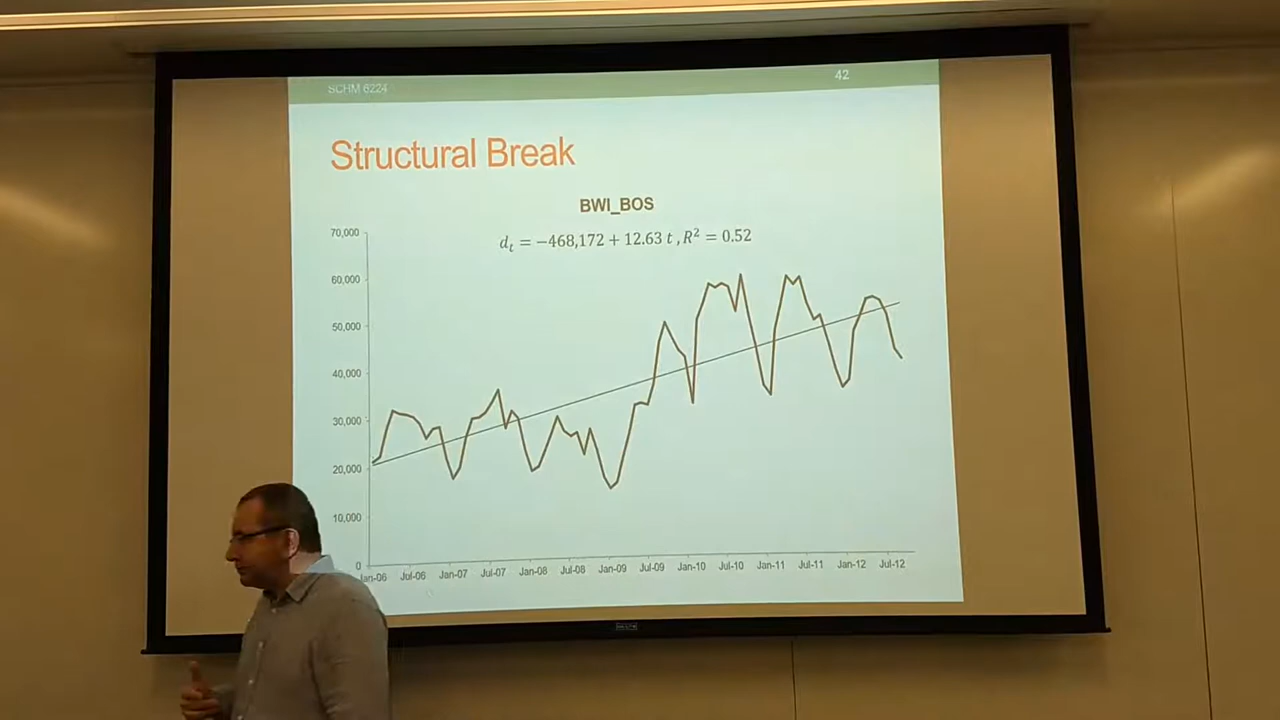 SCHM 6224
42
Structural Break
BWI_BOS
d_t = −468,172 + 12.63 t , R² = 0.52
70,000
60,000
50,000
40,000
30,000
20,000
10,000
0
Jan-06 Jul-06 Jan-07 Jul-07 Jan-08 Jul-08 Jan-09 Jul-09 Jan-10 Jul-10 Jan-11 Jul-11 Jan-12 Jul-12